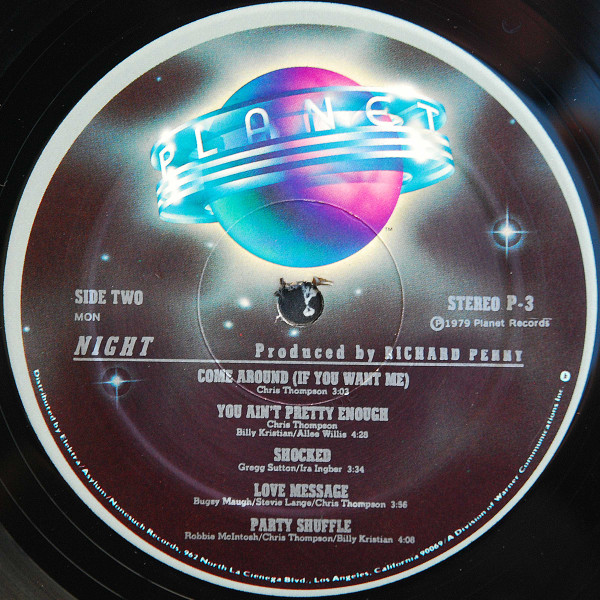 PLANET
TM
SIDE TWO
MON
STEREO P-3
Ⓟ1979 Planet Records
NIGHT
Produced by RICHARD PENNY
COME AROUND (IF YOU WANT ME)
Chris Thompson 3:03
YOU AIN'T PRETTY ENOUGH
Chris Thompson
Billy Kristian/Allee Willis 4:28
SHOCKED
Gregg Sutton/Ira Ingber 3:34
LOVE MESSAGE
Bugsy Maugh/Stevie Lange/Chris Thompson 3:56
PARTY SHUFFLE
Robbie McIntosh/Chris Thompson/Billy Kristian 4:08
Distributed by Elektra/Asylum/Nonesuch Records, 962 North La Cienega Blvd., Los Angeles, California 90069/A Division of Warner Communications Inc.